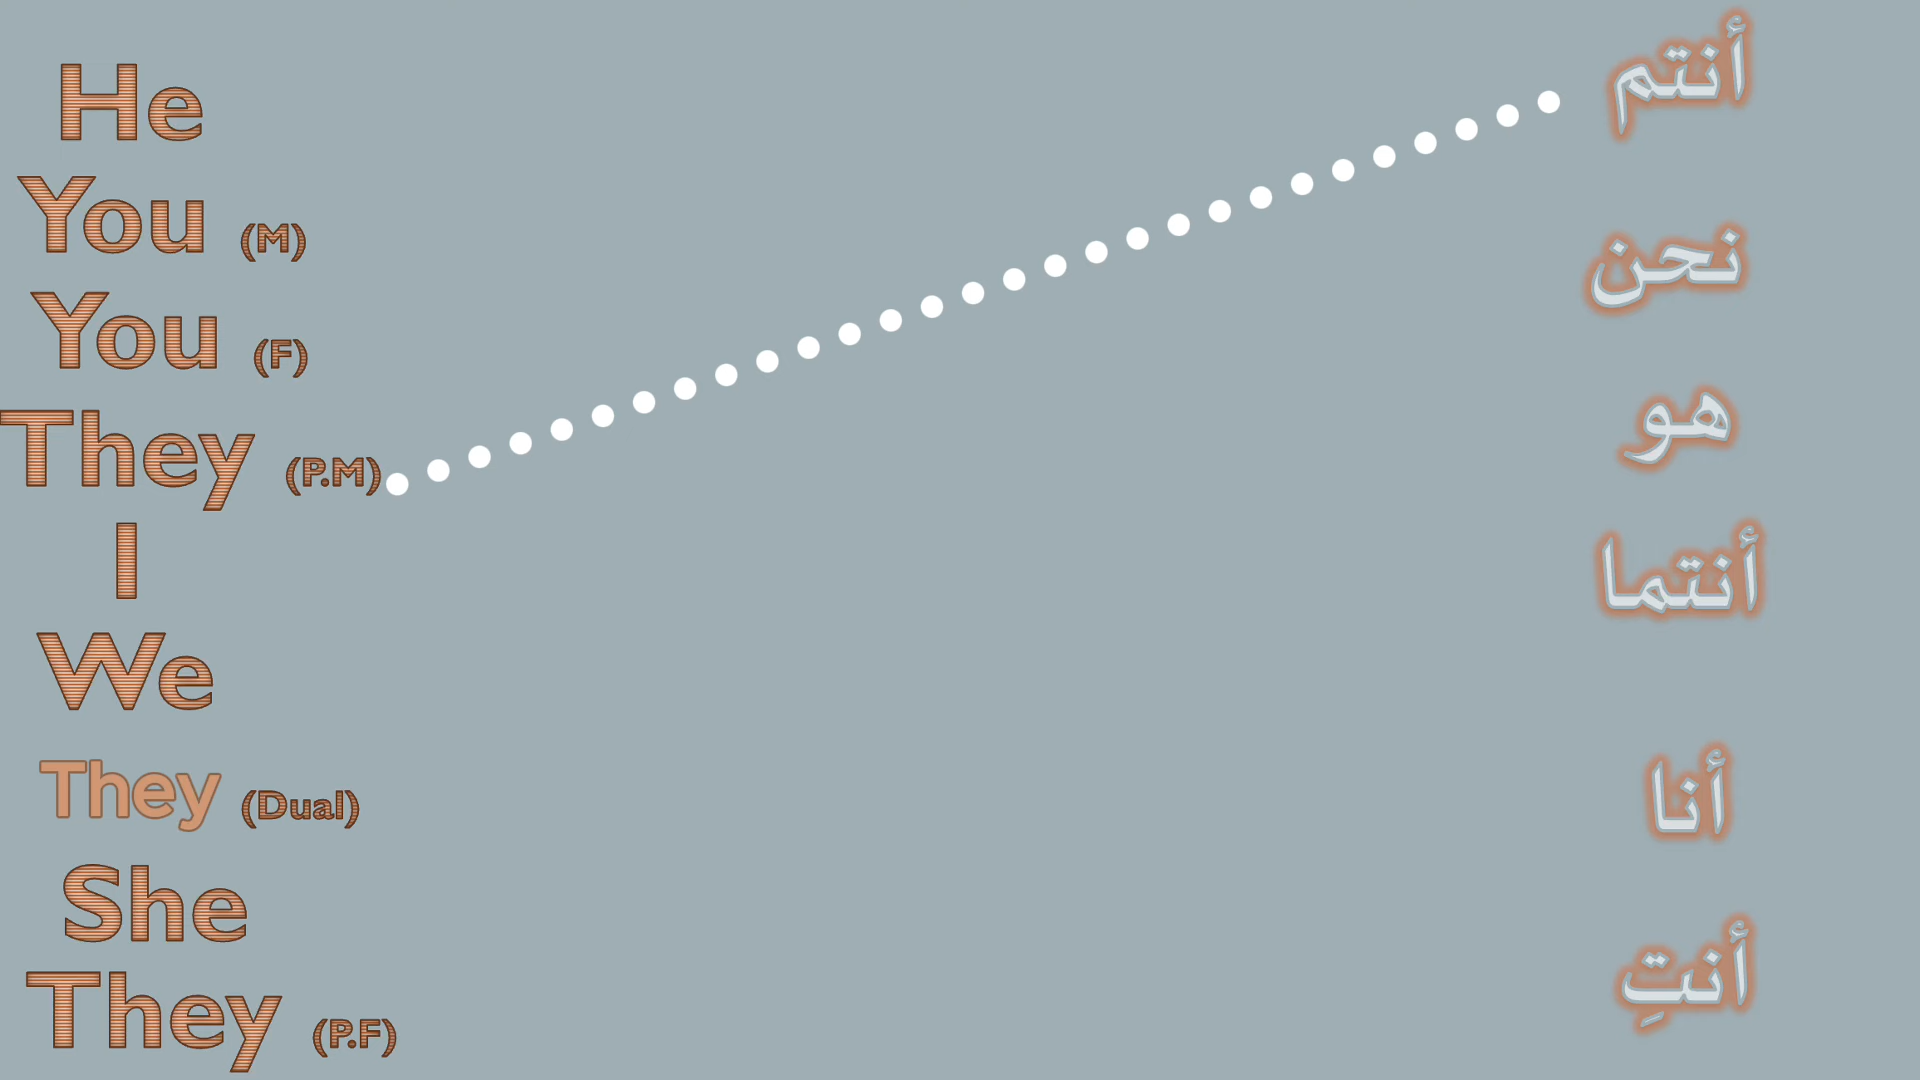 He
You (M)
You (F)
They (P.M)
I
We
They (Dual)
She
They (P.F)
أنتم
نحن
هو
أنتما
أنا
أنتِ